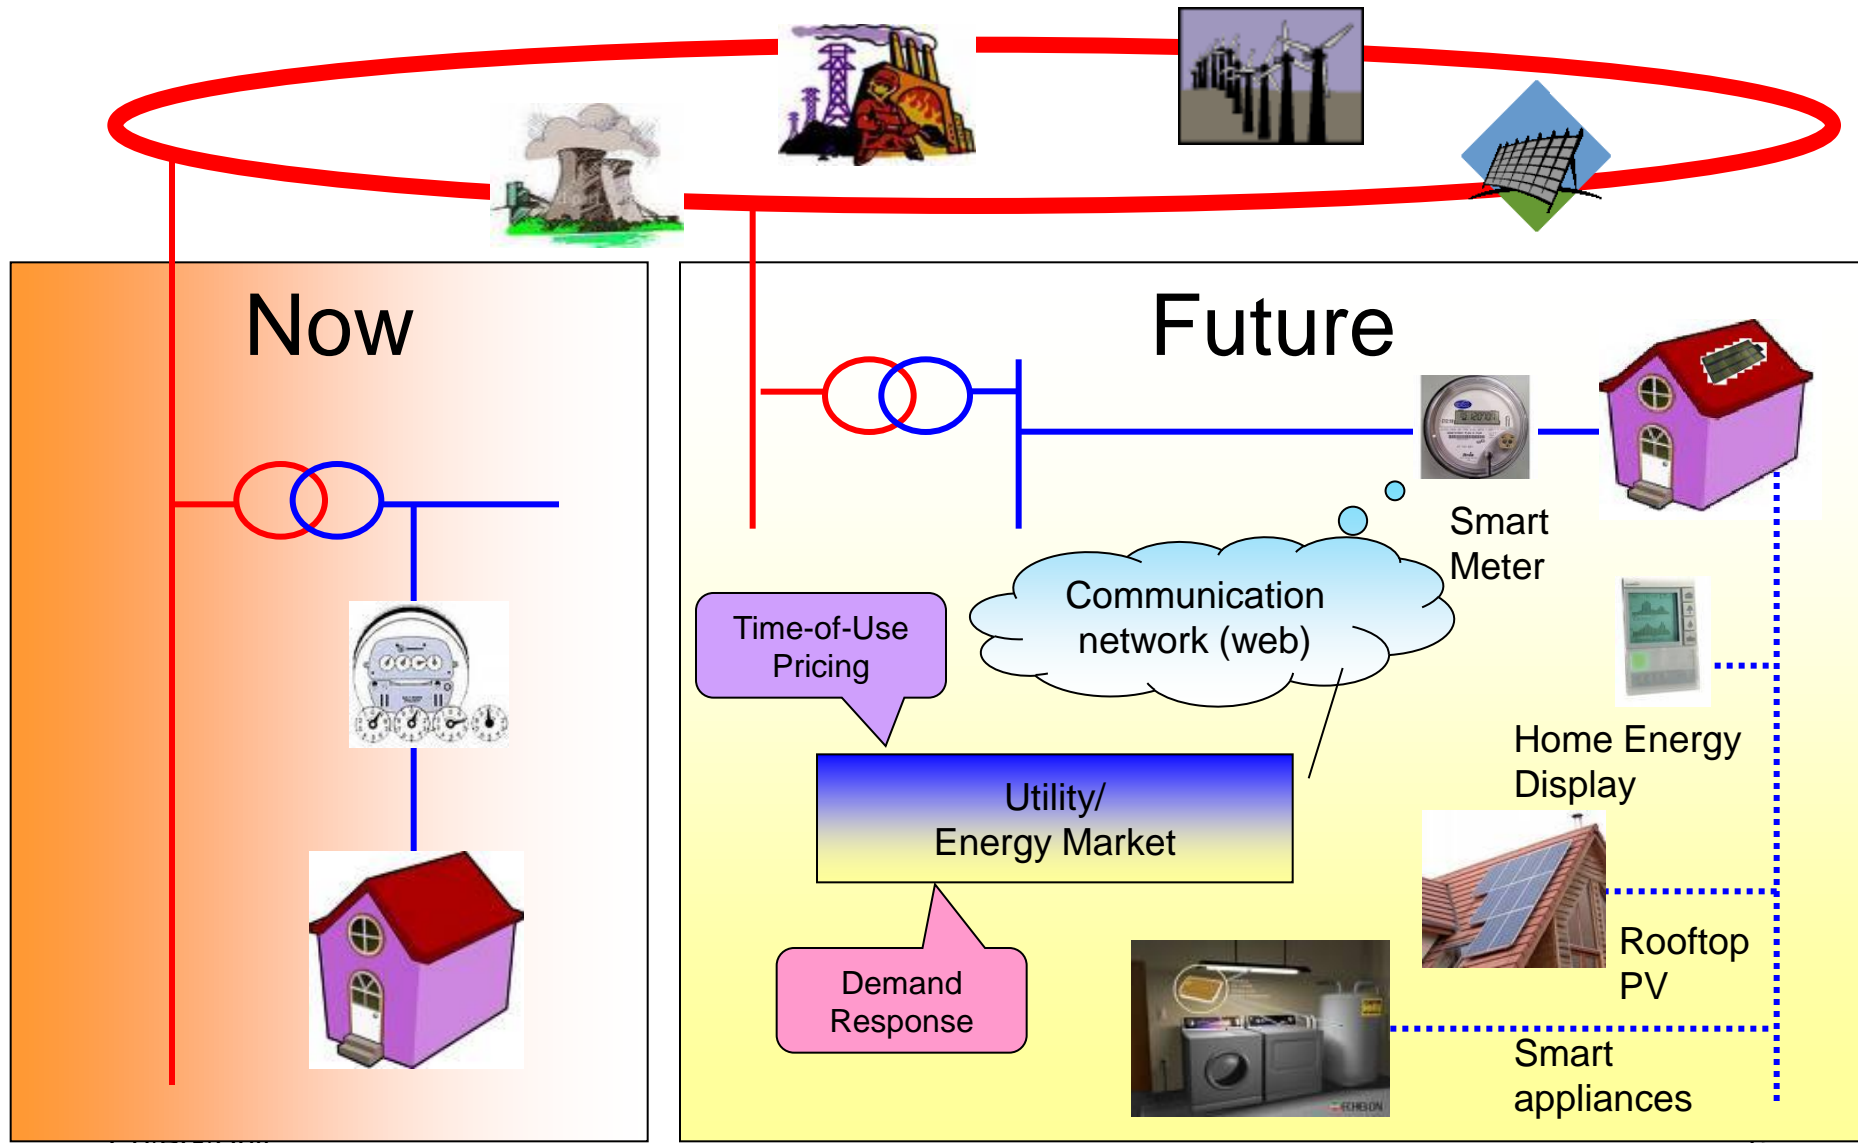 Now
Future
Smart
Meter
Communication
network (web)
Time-of-Use
Pricing
Home Energy
Display
Utility/
Energy Market
Rooftop
PV
Demand
Response
Smart
appliances
ECHELON